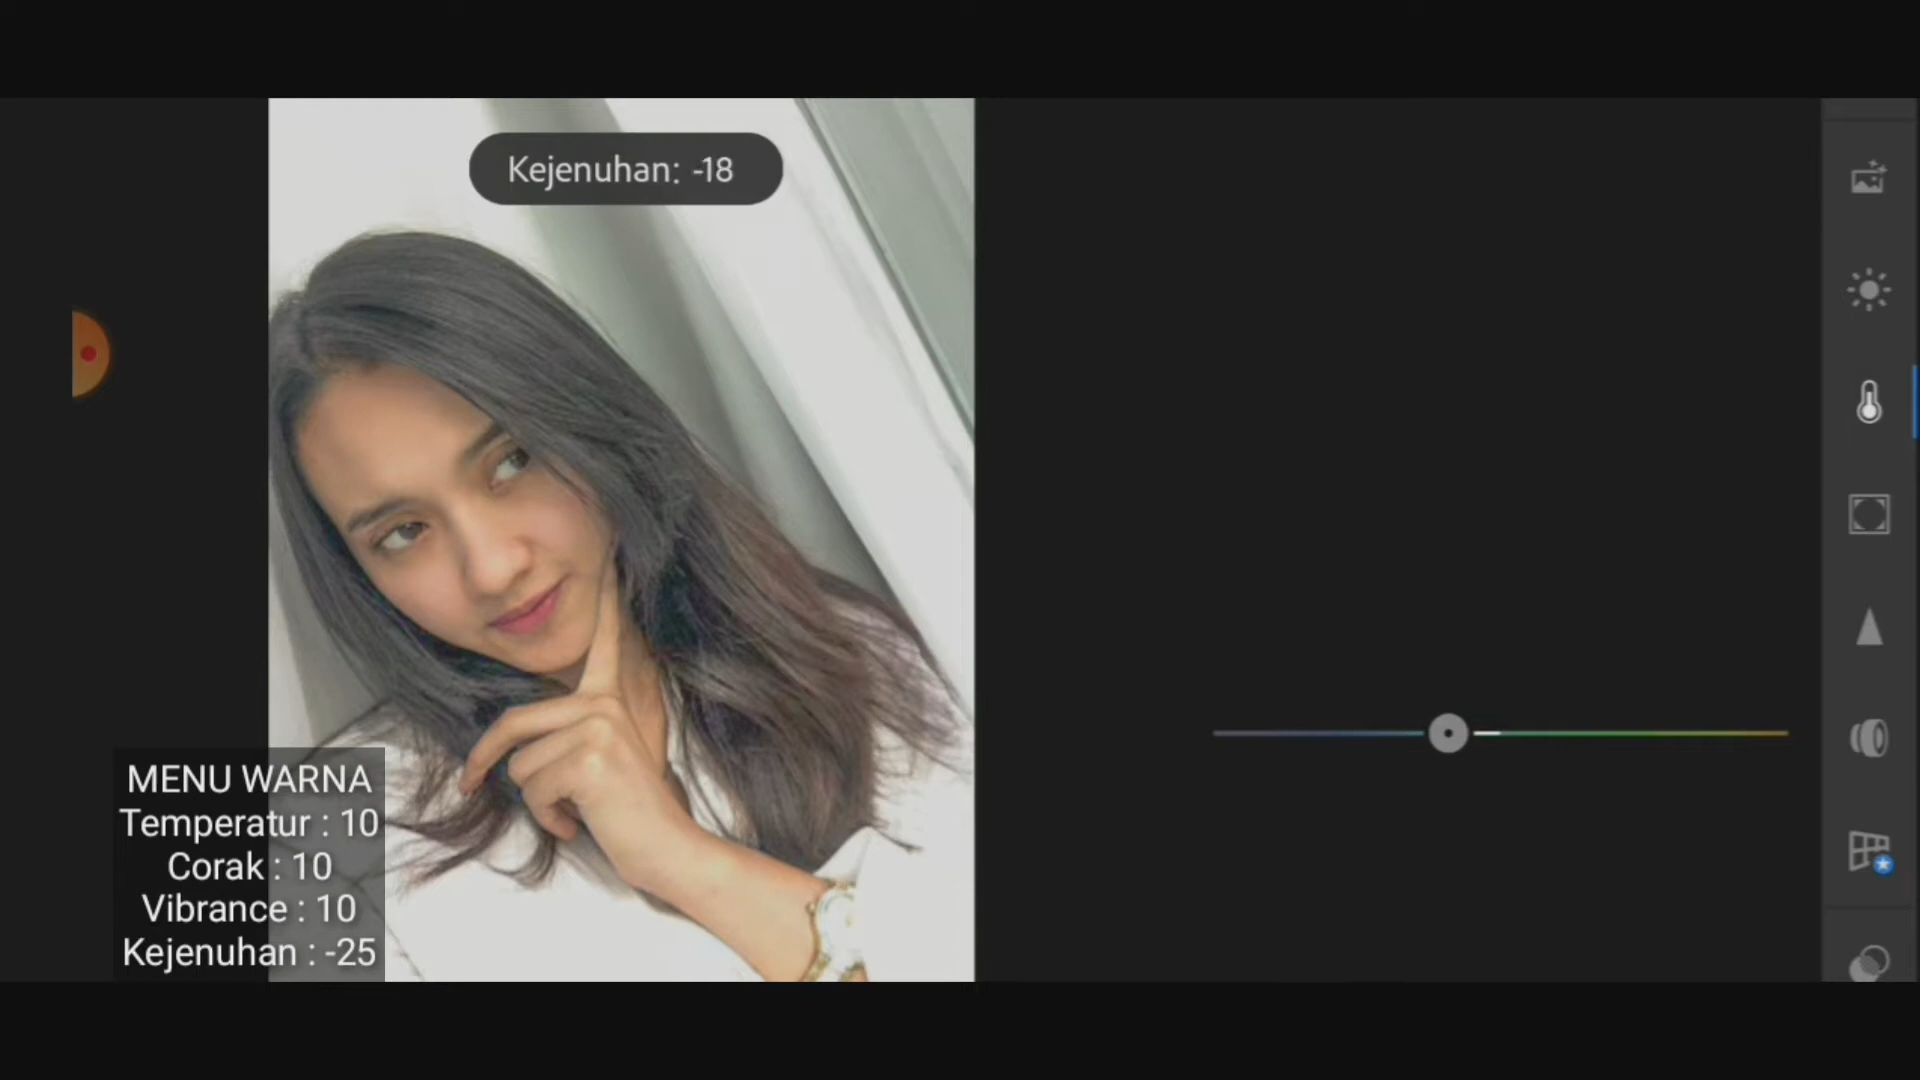 Kejenuhan: -18
MENU WARNA
Temperatur : 10
Corak : 10
Vibrance : 10
Kejenuhan : -25